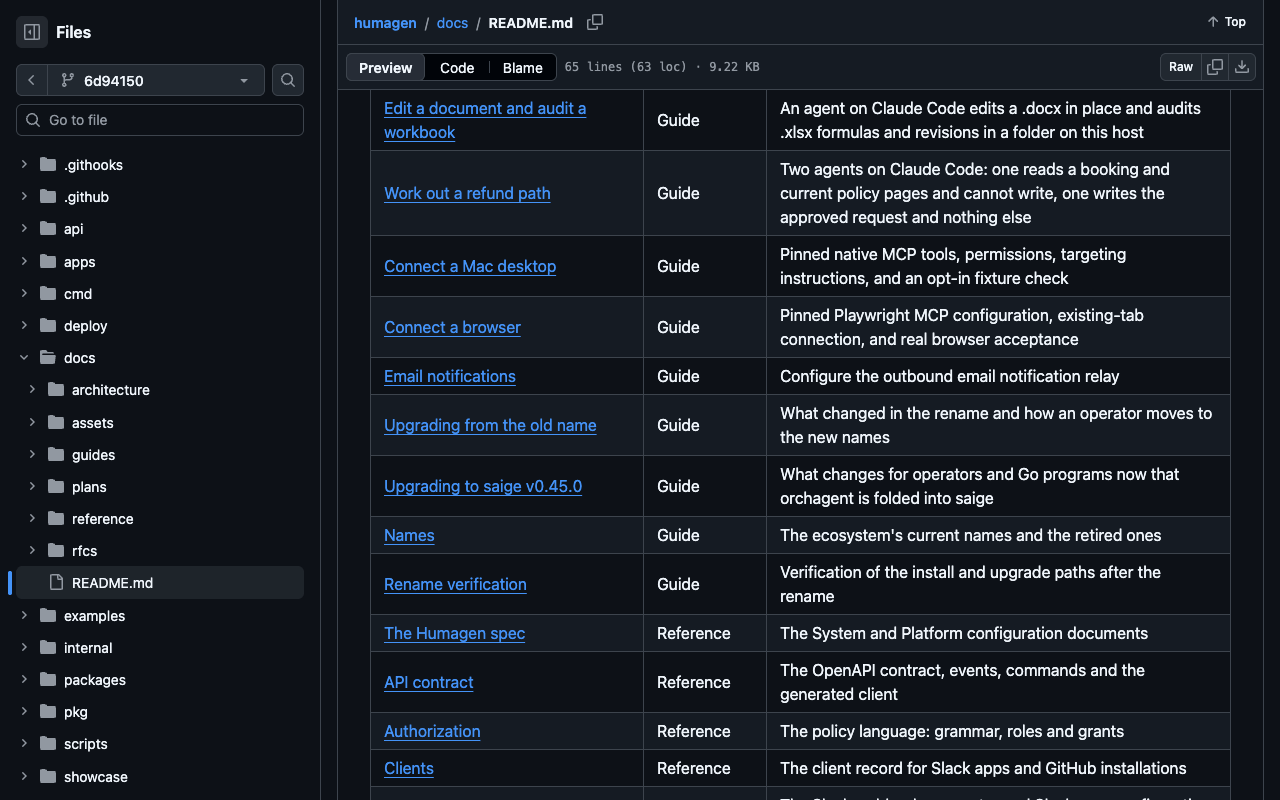 Files
humagen / docs / README.md
Top
6d94150
Preview
Code
Blame
65 lines (63 loc) · 9.22 KB
Raw
Go to file
.githooks
.github
api
apps
cmd
deploy
docs
architecture
assets
guides
plans
reference
rfcs
README.md
examples
internal
packages
pkg
scripts
showcase
Edit a document and audit a
workbook
Guide
An agent on Claude Code edits a .docx in place and audits
.xlsx formulas and revisions in a folder on this host
Work out a refund path
Guide
Two agents on Claude Code: one reads a booking and
current policy pages and cannot write, one writes the
approved request and nothing else
Connect a Mac desktop
Guide
Pinned native MCP tools, permissions, targeting
instructions, and an opt-in fixture check
Connect a browser
Guide
Pinned Playwright MCP configuration, existing-tab
connection, and real browser acceptance
Email notifications
Guide
Configure the outbound email notification relay
Upgrading from the old name
Guide
What changed in the rename and how an operator moves to
the new names
Upgrading to saige v0.45.0
Guide
What changes for operators and Go programs now that
orchagent is folded into saige
Names
Guide
The ecosystem's current names and the retired ones
Rename verification
Guide
Verification of the install and upgrade paths after the
rename
The Humagen spec
Reference
The System and Platform configuration documents
API contract
Reference
The OpenAPI contract, events, commands and the
generated client
Authorization
Reference
The policy language: grammar, roles and grants
Clients
Reference
The client record for Slack apps and GitHub installations